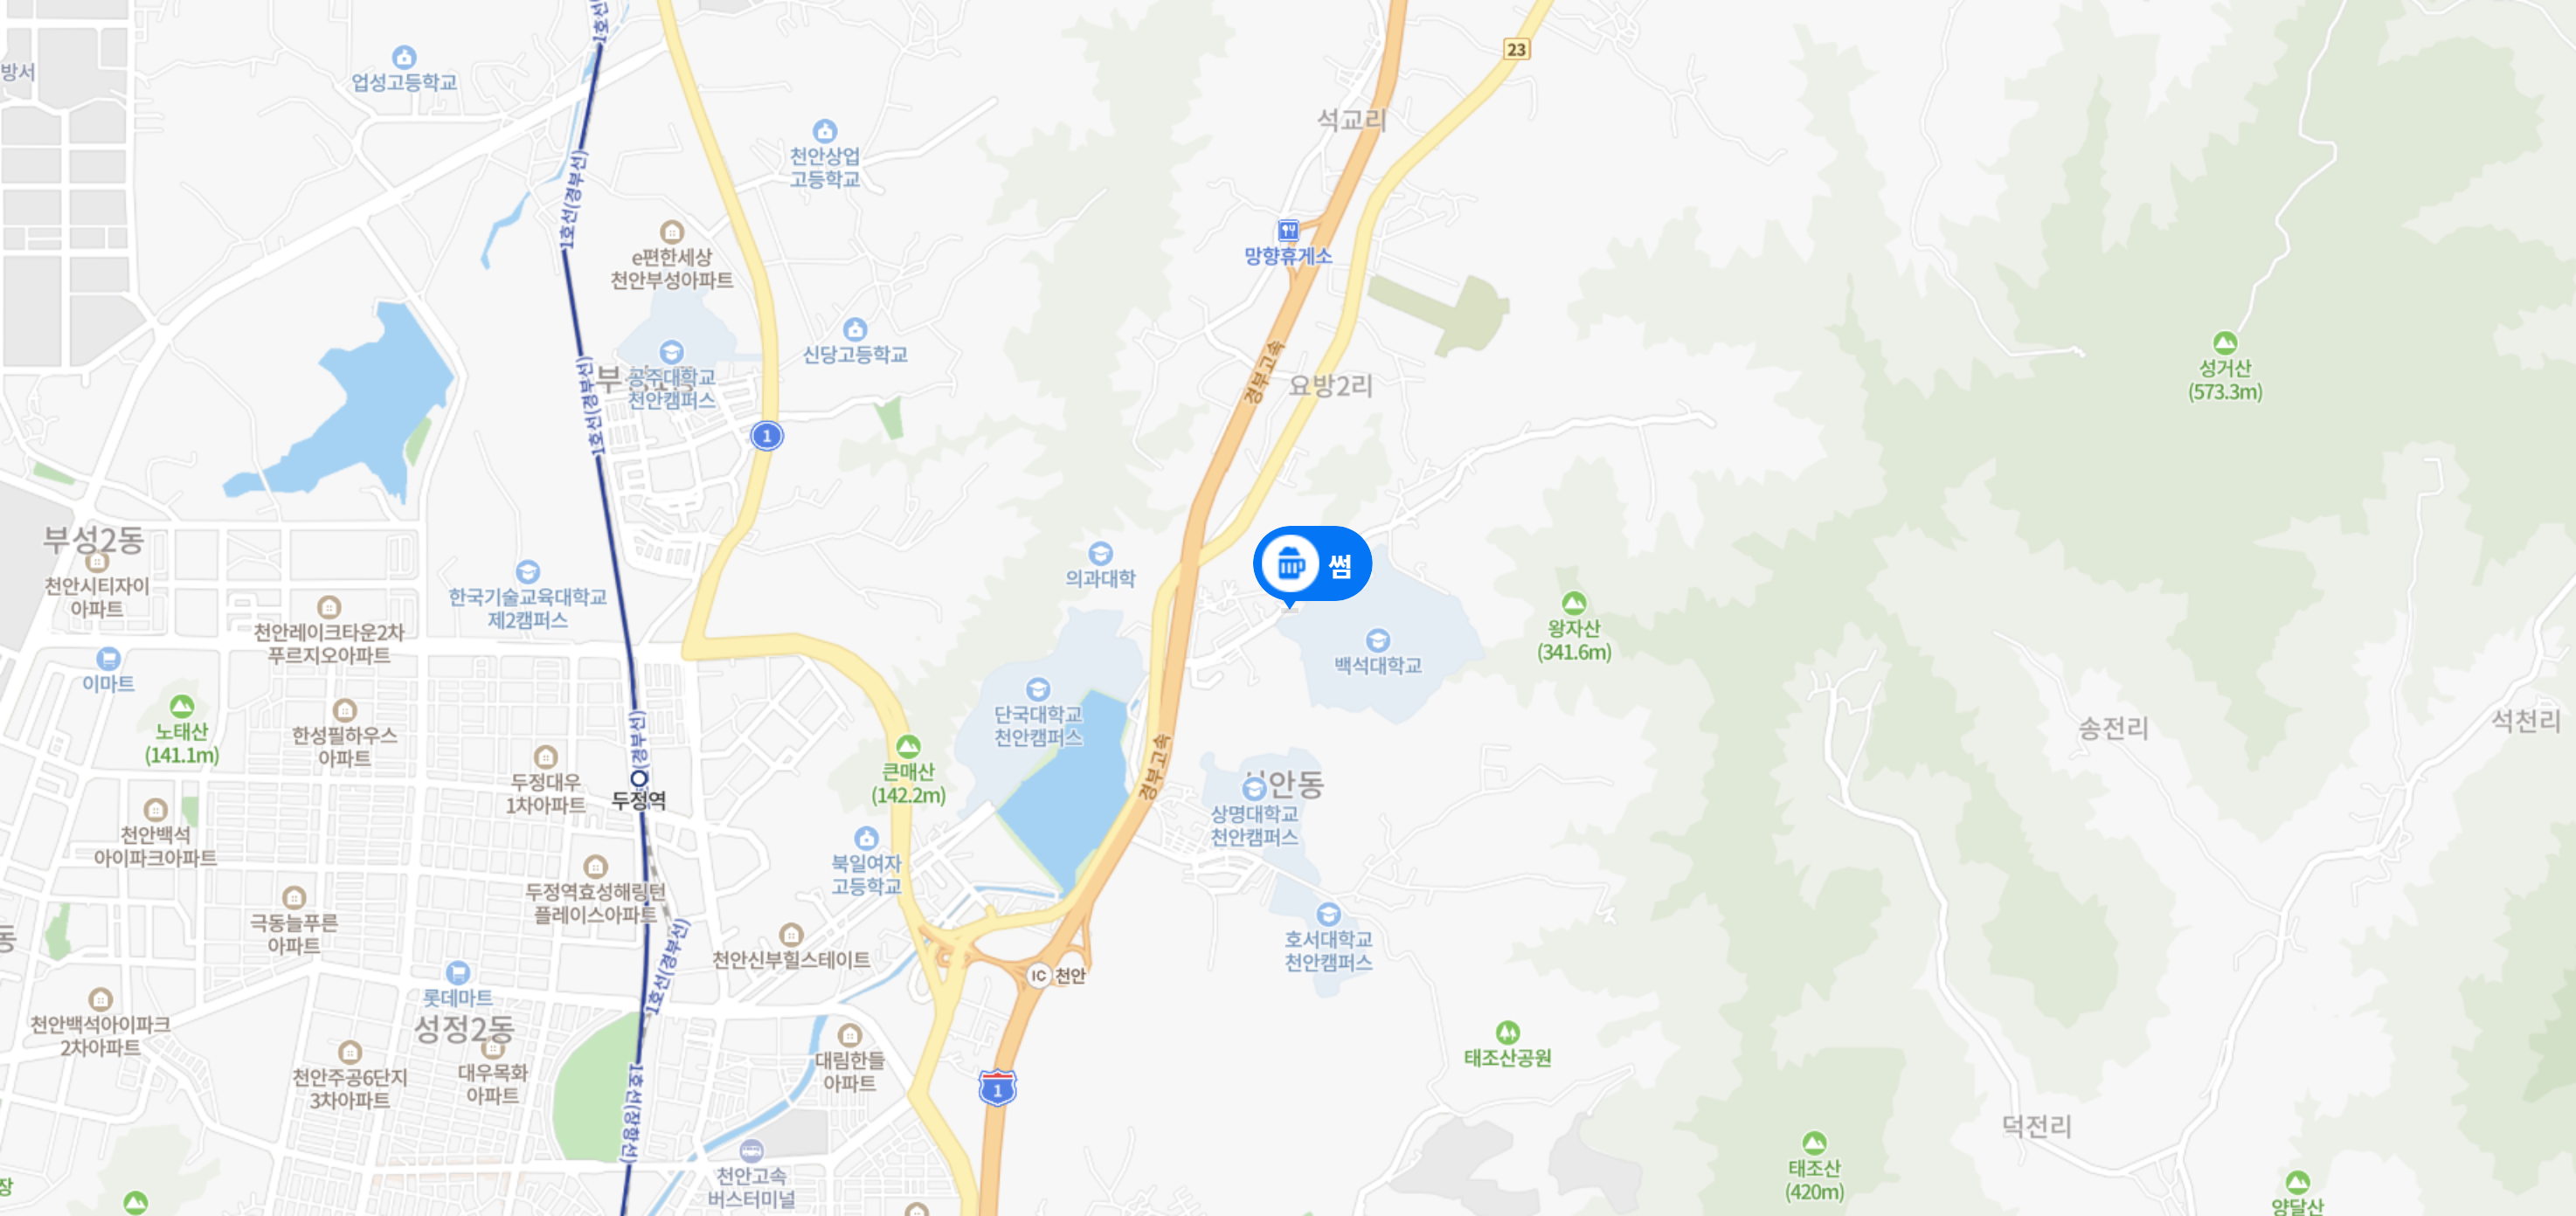 1호선
23
방서
업성고등학교
석교리
천안상업
고등학교
1호선(경부선)
e편한세상
천안부성아파트
망향휴게소
신당고등학교
성거산
(573.3m)
공주대학교
천안캠퍼스
경부고속
요방2리
1호선(경부선)
1
부성2동
천안시티자이
아파트
의과대학
썸
한국기술교육대학교
제2캠퍼스
천안레이크타운2차
푸르지오아파트
왕자산
(341.6m)
백석대학교
이마트
노태산
(141.1m)
한성필하우스
아파트
단국대학교
천안캠퍼스
송전리
석천리
(경부선)
두정역
두정대우
1차아파트
큰매산
(142.2m)
경부고속
안동
상명대학교
천안캠퍼스
천안백석
아이파크아파트
북일여자
고등학교
두정역효성해링턴
플레이스아파트
극동늘푸른
아파트
동
호서대학교
천안캠퍼스
천안신부힐스테이트
1호선(경부선)
IC 천안
롯데마트
천안백석아이파크
2차아파트
성정2동
대우목화
아파트
천안주공6단지
3차아파트
대림한들
아파트
태조산공원
1
1호선(장항선)
덕전리
태조산
(420m)
천안고속
버스터미널
장
양달산